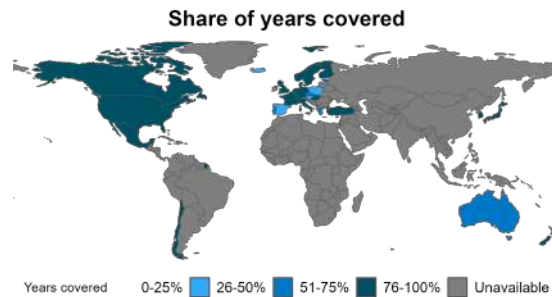 Share of years covered
Years covered 0-25% 26-50% 51-75% 76-100% Unavailable